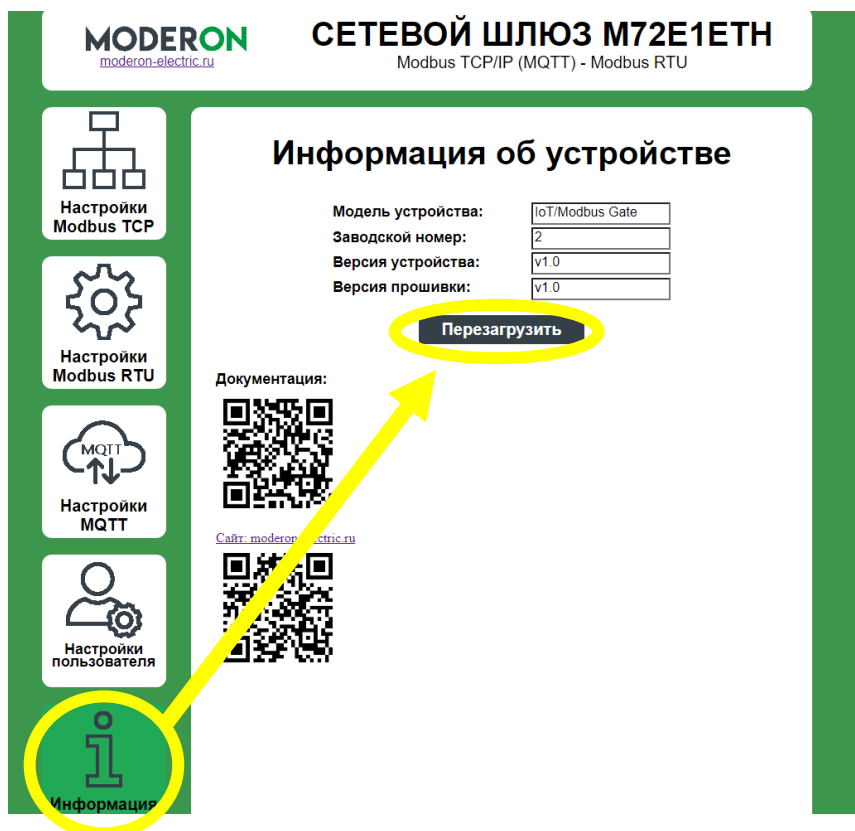 MODERON
moderon-electric.ru
СЕТЕВОЙ ШЛЮЗ M72E1ETH
Modbus TCP/IP (MQTT) - Modbus RTU
Настройки
Modbus TCP
Настройки
Modbus RTU
MQTT
Настройки
MQTT
Настройки
пользователя
Информация
Информация об устройстве
Модель устройства: IoT/Modbus Gate
Заводской номер: 2
Версия устройства: v1.0
Версия прошивки: v1.0
Перезагрузить
Документация:
Сайт: moderon-electric.ru